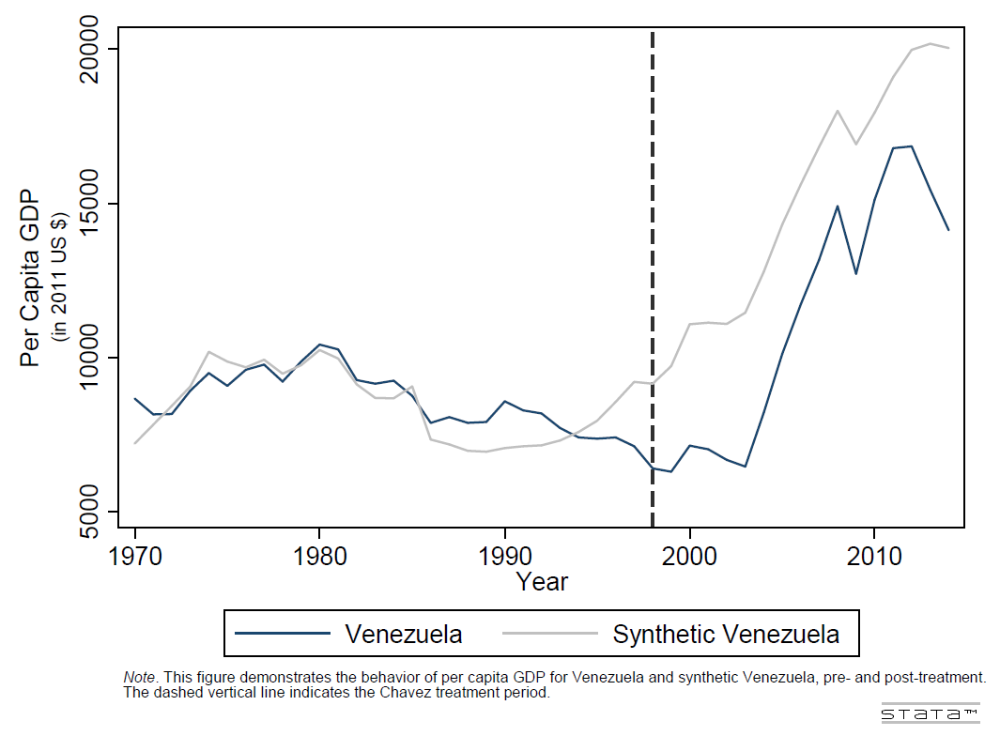 20000
15000
10000
5000
Per Capita GDP
(in 2011 US $)
1970 1980 1990 2000 2010
Year
Venezuela Synthetic Venezuela
Note. This figure demonstrates the behavior of per capita GDP for Venezuela and synthetic Venezuela, pre- and post-treatment.
The dashed vertical line indicates the Chavez treatment period.
STATA™